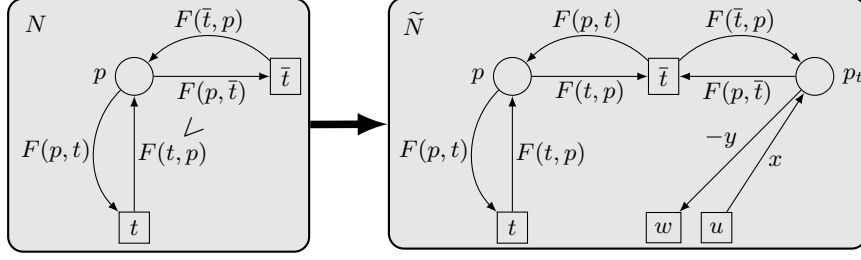 N
F(t̄, p)
p
t̄
F(p, t̄)
<
F(p, t)
F(t, p)
t
Ñ
F(p, t)
F(t̄, p)
p
t̄
p_t
F(t, p)
F(p, t̄)
F(p, t)
F(t, p)
−y
x
t
w
u